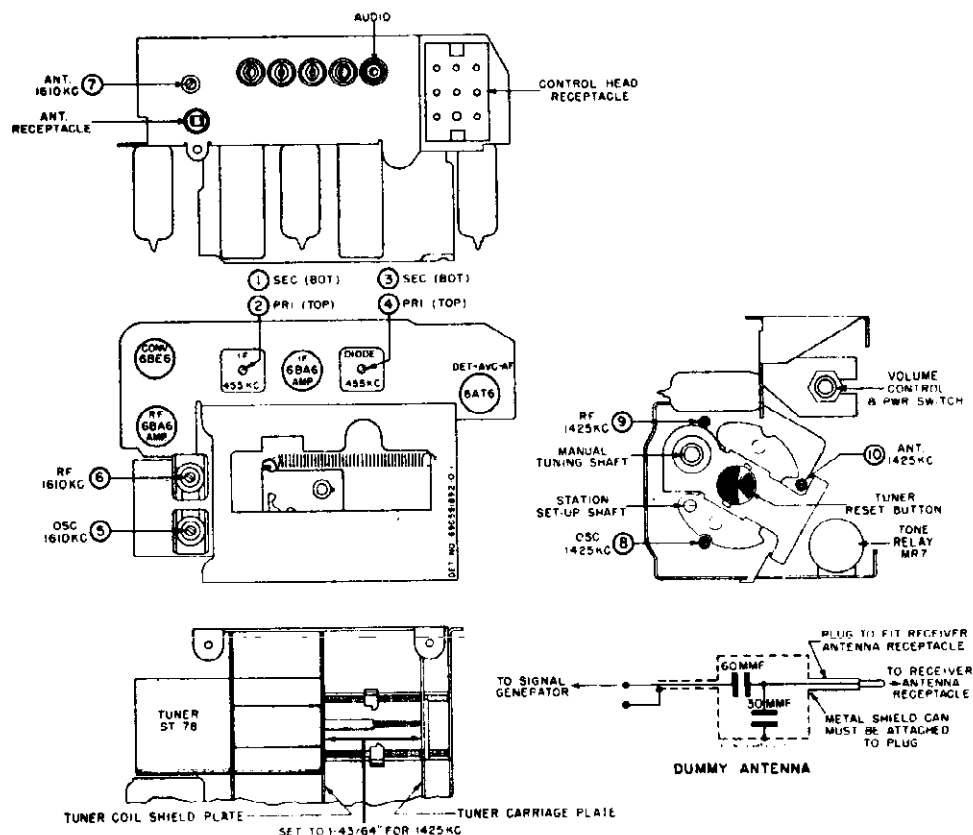 AUDIO
ANT.
1610KC
7
ANT.
RECEPTACLE
CONTROL HEAD
RECEPTACLE
1 SEC (BOT)
3 SEC (BOT)
2 PRI (TOP)
4 PRI (TOP)
CONV
6BE6
IF
455KC
IF
6BA6
AMP
DIODE
455KC
DET-AVC-AF
6AT6
RF
6BA6
AMP
RF
1610KC
6
OSC
1610KC
5
VOLUME
CONTROL
& PWR SWITCH
RF
1425KC
9
MANUAL
TUNING SHAFT
10
ANT.
1425KC
STATION
SET-UP SHAFT
TUNER
RESET BUTTON
OSC
1425KC
8
TONE
RELAY
MR7
TUNER
ST 78
TUNER COIL SHIELD PLATE
TUNER CARRIAGE PLATE
SET TO 1-43/64" FOR 1425KC
PLUG TO FIT RECEIVER
ANTENNA RECEPTACLE
60MMF
TO SIGNAL
GENERATOR
TO RECEIVER
ANTENNA
RECEPTACLE
30MMF
METAL SHIELD CAN
MUST BE ATTACHED
TO PLUG
DUMMY ANTENNA